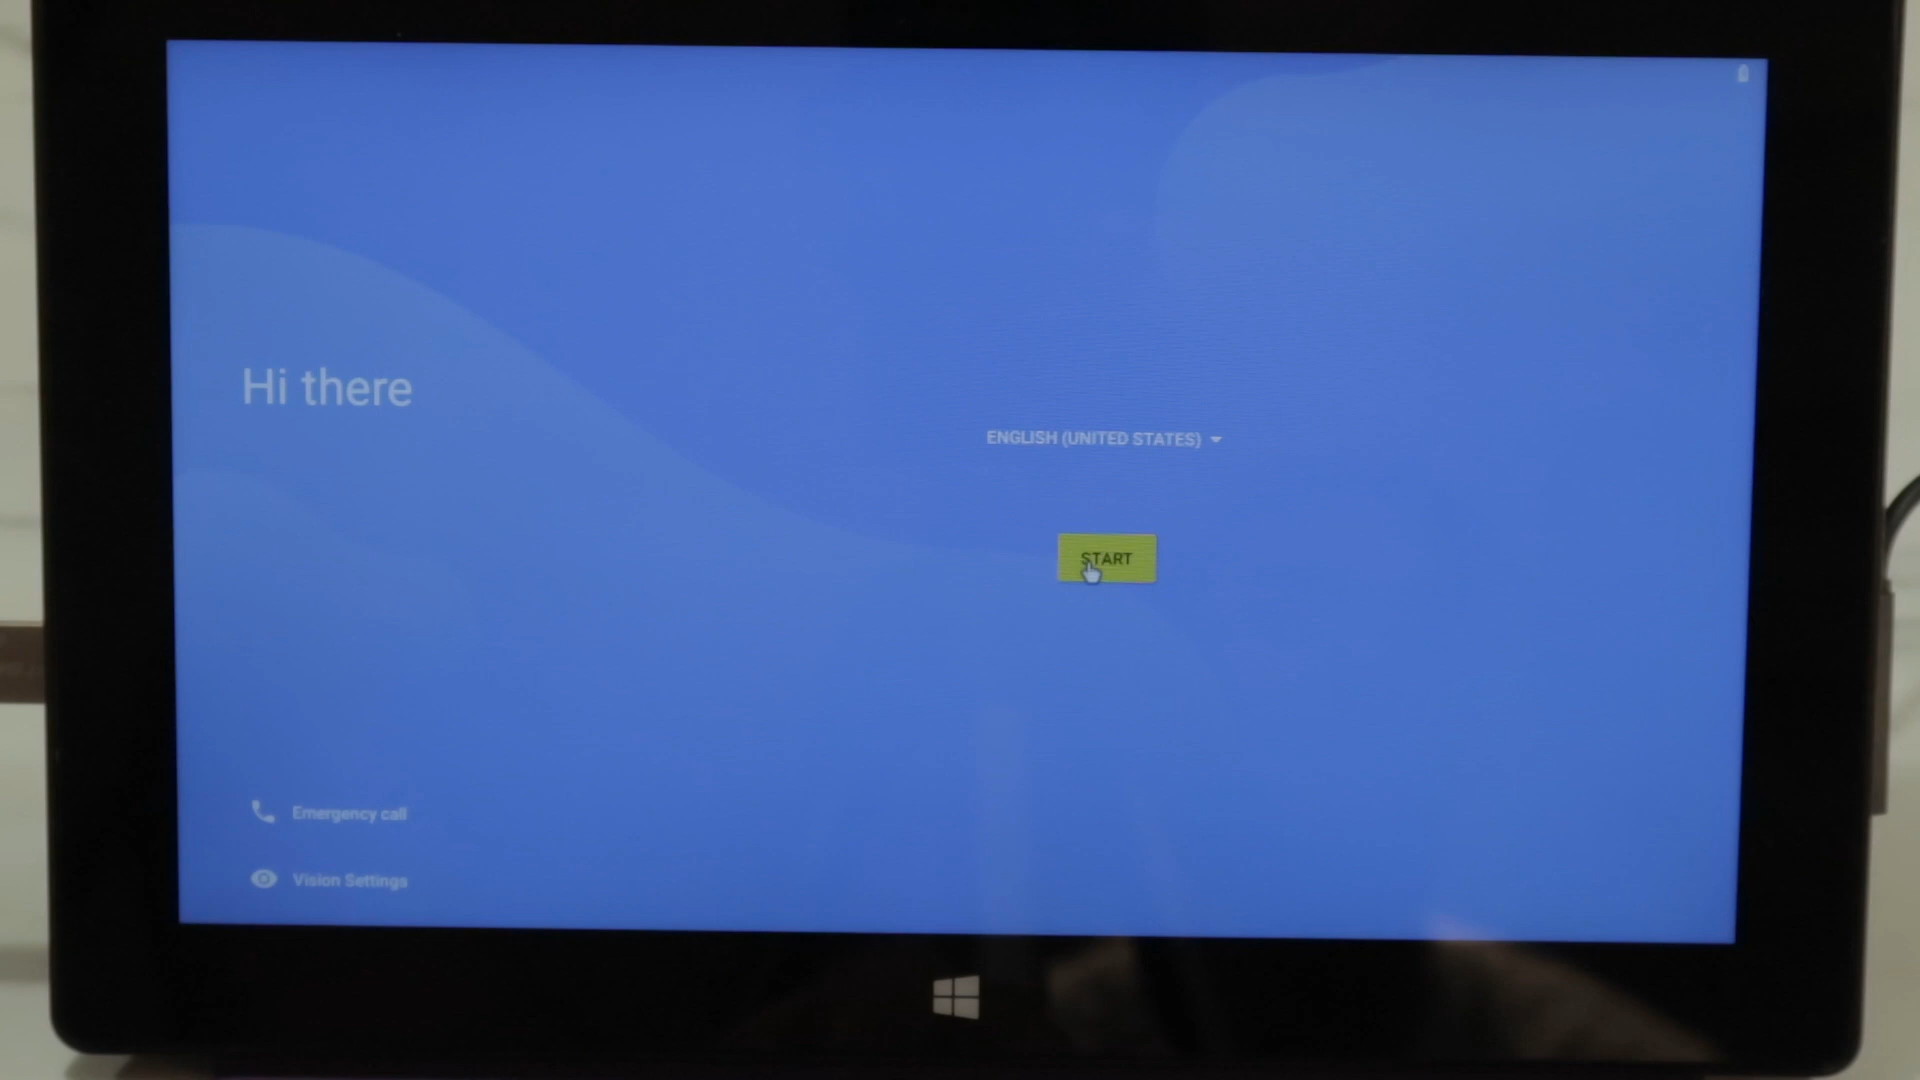 Hi there
ENGLISH (UNITED STATES)
START
Emergency call
Vision Settings